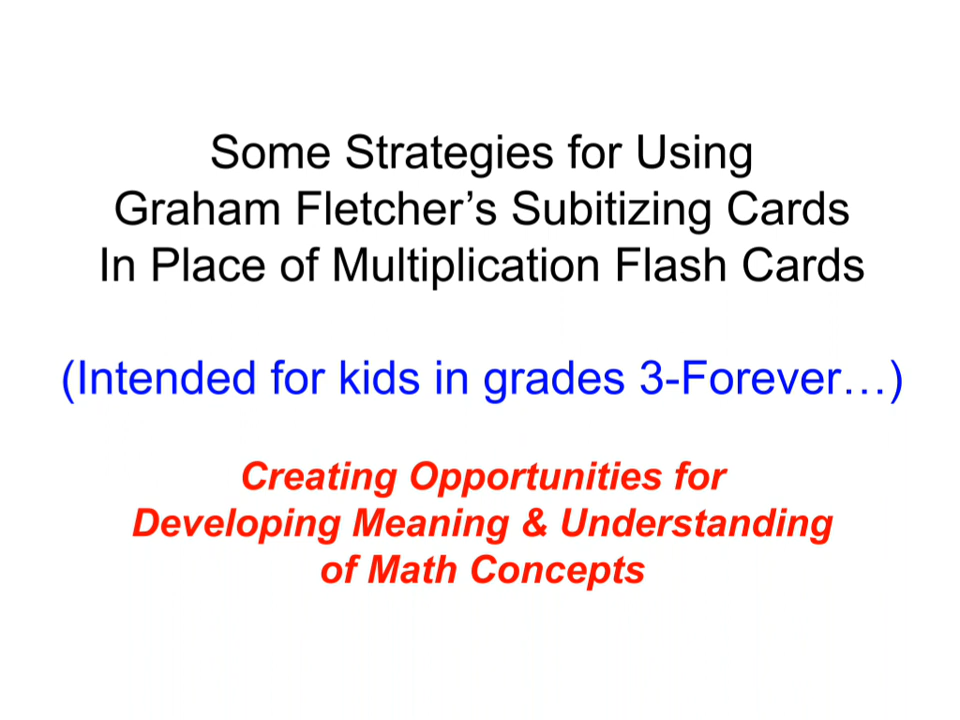 Some Strategies for Using
Graham Fletcher’s Subitizing Cards
In Place of Multiplication Flash Cards
(Intended for kids in grades 3-Forever…)
Creating Opportunities for
Developing Meaning & Understanding
of Math Concepts